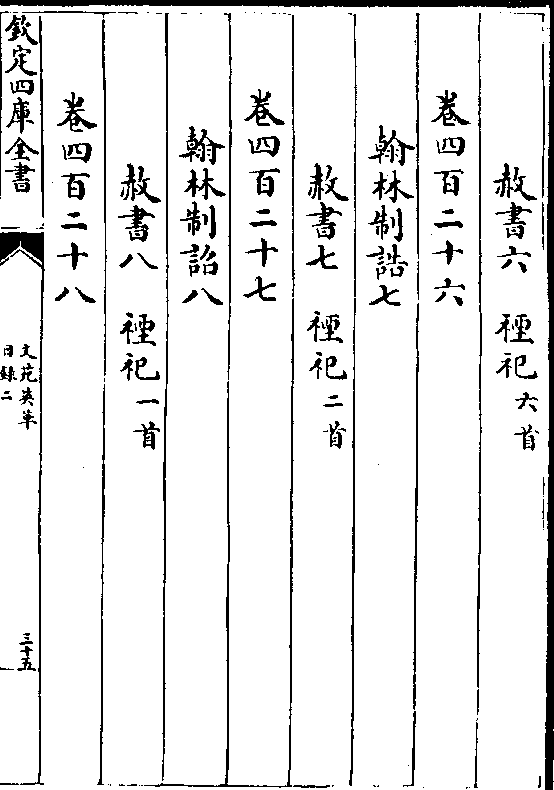 赦書六　禋祀六首
卷四百二十六
翰林制誥七
赦書七　禋祀二首
卷四百二十七
翰林制詔八
赦書八　禋祀一首
卷四百二十八
欽定四庫全書
文苑英華
目錄二
三十五